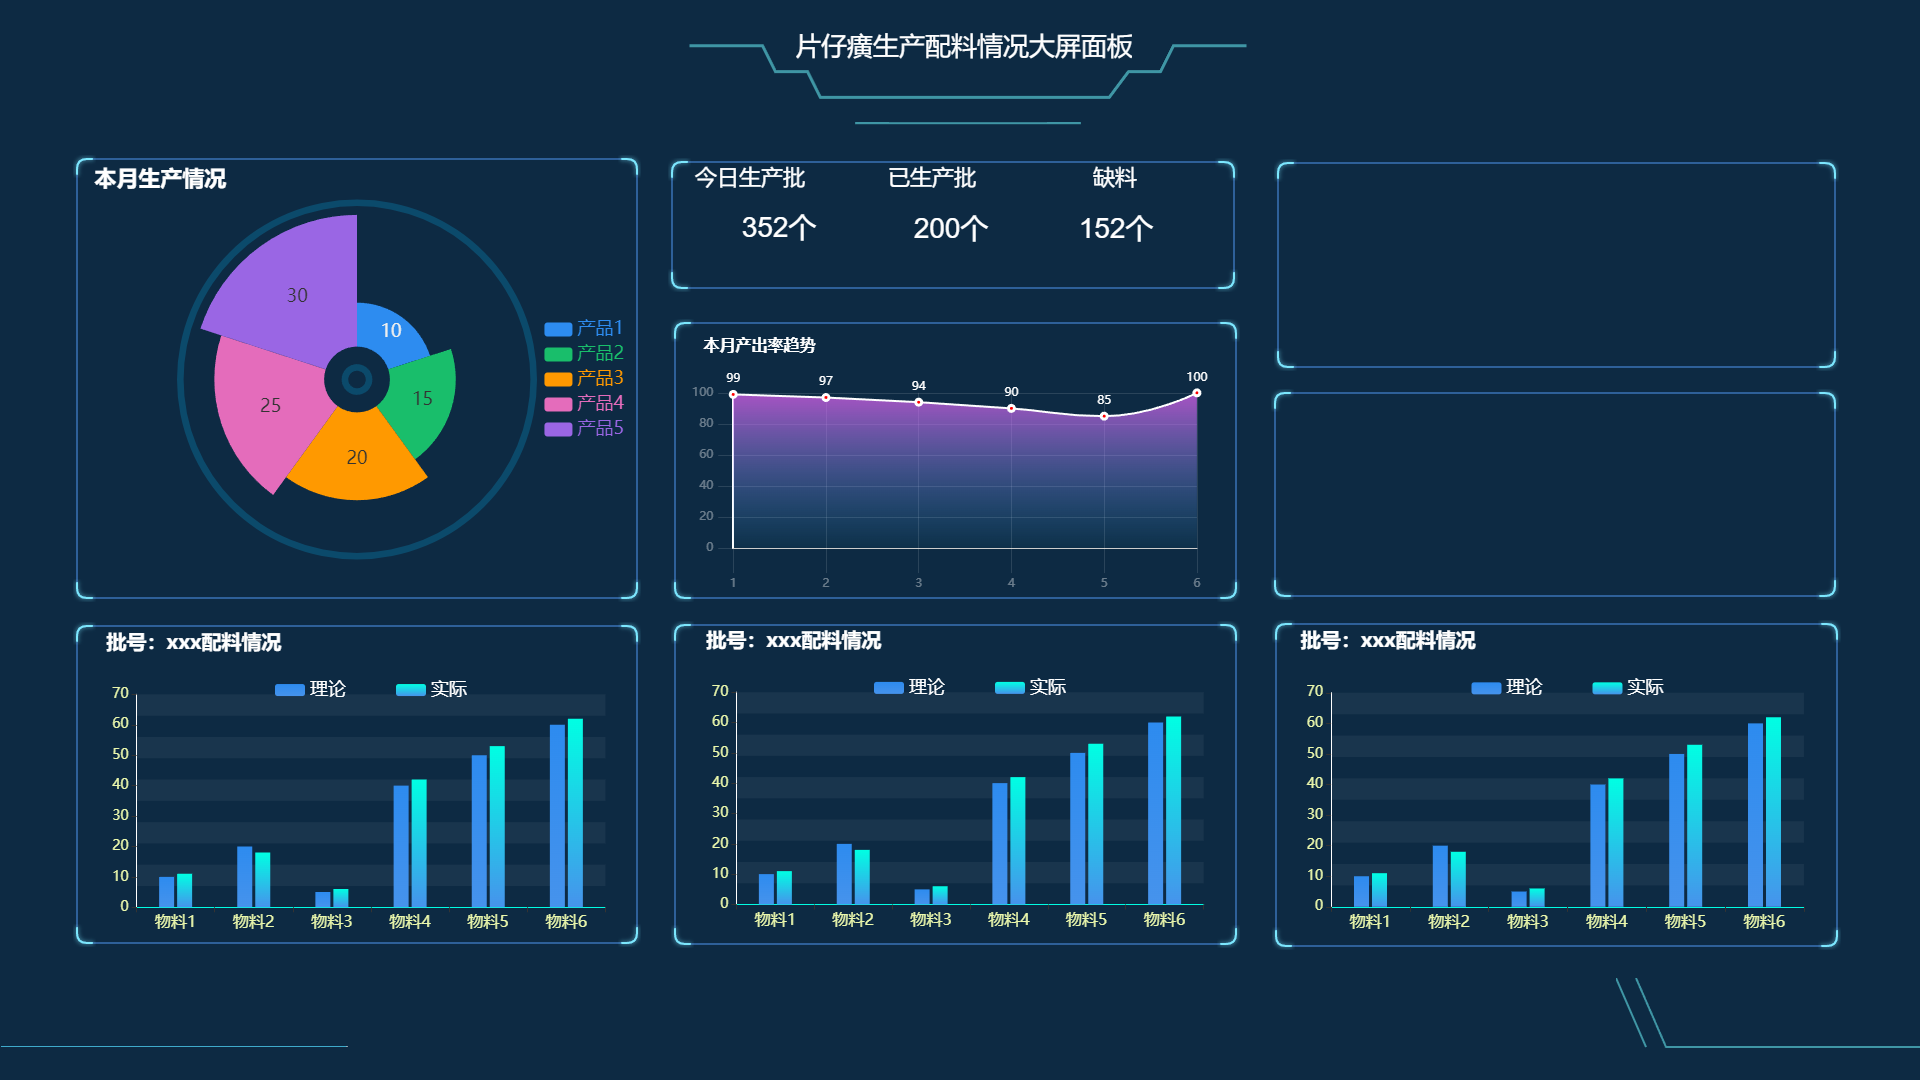 片仔癀生产配料情况大屏面板
本月生产情况
30
10
15
25
20
产品1
产品2
产品3
产品4
产品5
今日生产批 已生产批 缺料
352个 200个 152个
本月产出率趋势
99 97 94 90 85 100
100
80
60
40
20
0
1 2 3 4 5 6
批号：xxx配料情况
理论 实际
70
60
50
40
30
20
10
0
物料1 物料2 物料3 物料4 物料5 物料6
批号：xxx配料情况
理论 实际
70
60
50
40
30
20
10
0
物料1 物料2 物料3 物料4 物料5 物料6
批号：xxx配料情况
理论 实际
70
60
50
40
30
20
10
0
物料1 物料2 物料3 物料4 物料5 物料6